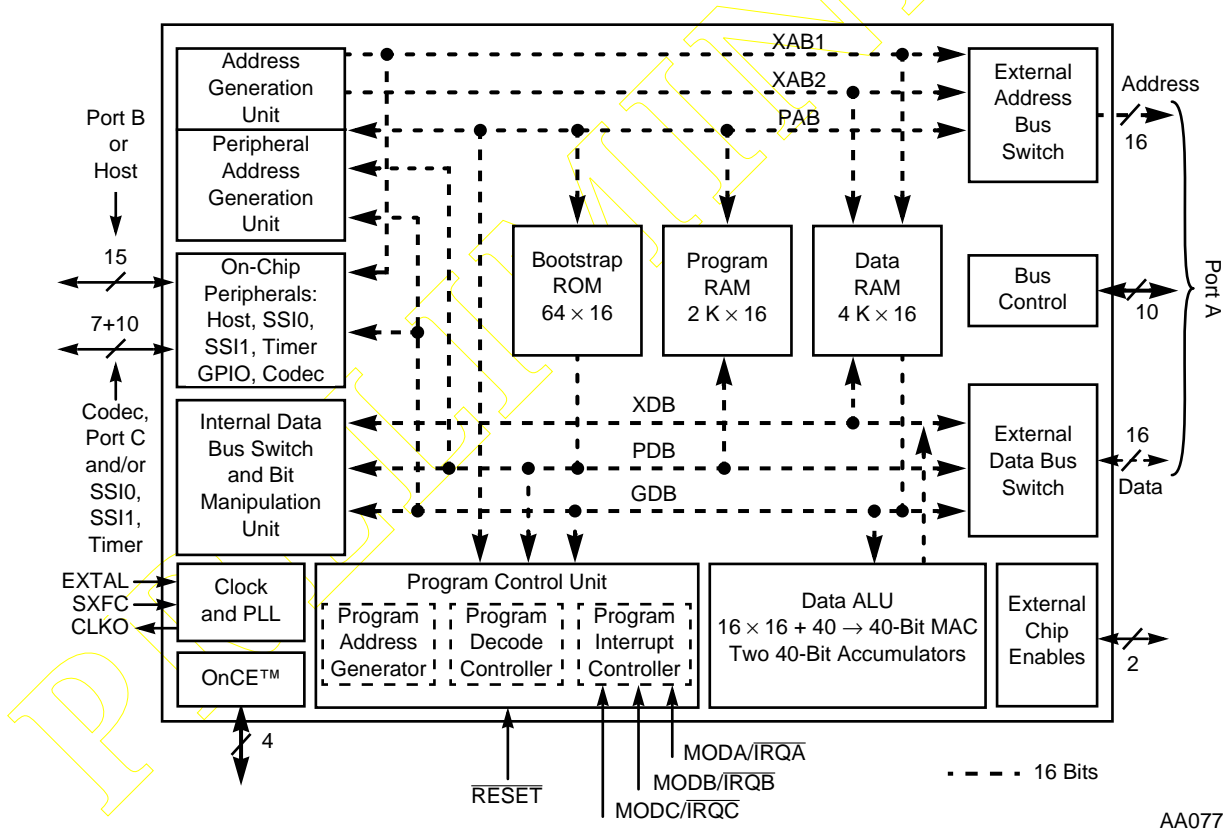 Address
Generation
Unit
Peripheral
Address
Generation
Unit
XAB1
XAB2
PAB
External
Address
Bus
Switch
Address
16
Port B
or
Host
15
7+10
On-Chip
Peripherals:
Host, SSI0,
SSI1, Timer
GPIO, Codec
Bootstrap
ROM
64 × 16
Program
RAM
2 K × 16
Data
RAM
4 K × 16
Bus
Control
10
Port A
Codec,
Port C
and/or
SSI0,
SSI1,
Timer
Internal Data
Bus Switch
and Bit
Manipulation
Unit
XDB
PDB
GDB
External
Data Bus
Switch
16
Data
EXTAL
SXFC
CLKO
Clock
and PLL
OnCE™
4
Program Control Unit
Program
Address
Generator
Program
Decode
Controller
Program
Interrupt
Controller
Data ALU
16 × 16 + 40 → 40-Bit MAC
Two 40-Bit Accumulators
External
Chip
Enables
2
MODA/IRQA
MODB/IRQB
MODC/IRQC
RESET
16 Bits
AA077
PRELIMIN